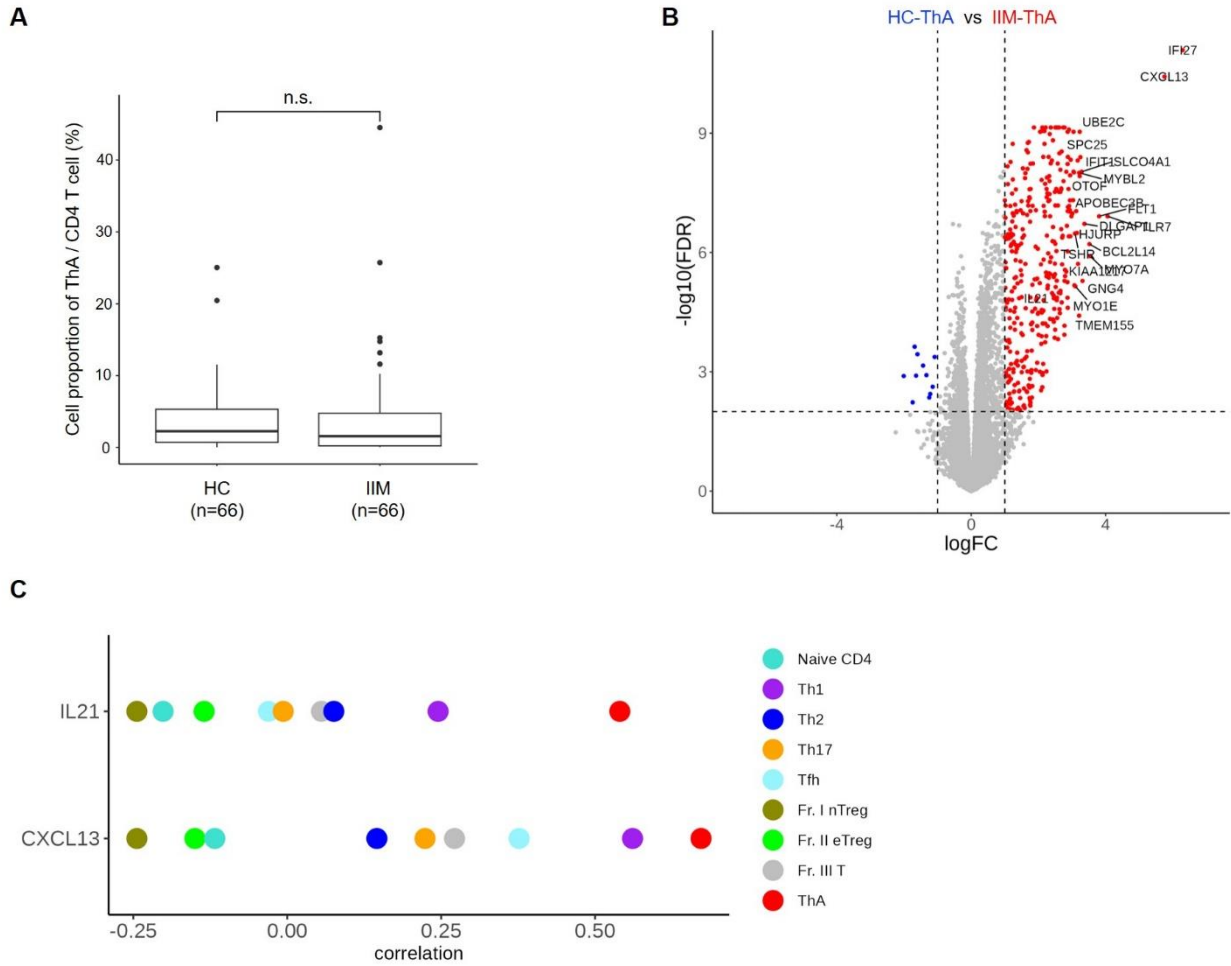 A
n.s.
Cell proportion of ThA / CD4 T cell (%)
40
30
20
10
0
HC
(n=66)
IIM
(n=66)
B
HC-ThA vs IIM-ThA
-log10(FDR)
9
6
3
0
-4
0
4
logFC
IFI27
CXCL13
UBE2C
SPC25
IFIT1 SLCO4A1
MYBL2
OTOF
APOBEC3B
FLT1
DLGAP1
TLR7
HJURP
BCL2L14
TSHR
MYO7A
KIAA1217
GNG4
IL21
MYO1E
TMEM155
C
IL21
CXCL13
-0.25
0.00
0.25
0.50
correlation
Naive CD4
Th1
Th2
Th17
Tfh
Fr. I nTreg
Fr. II eTreg
Fr. III T
ThA